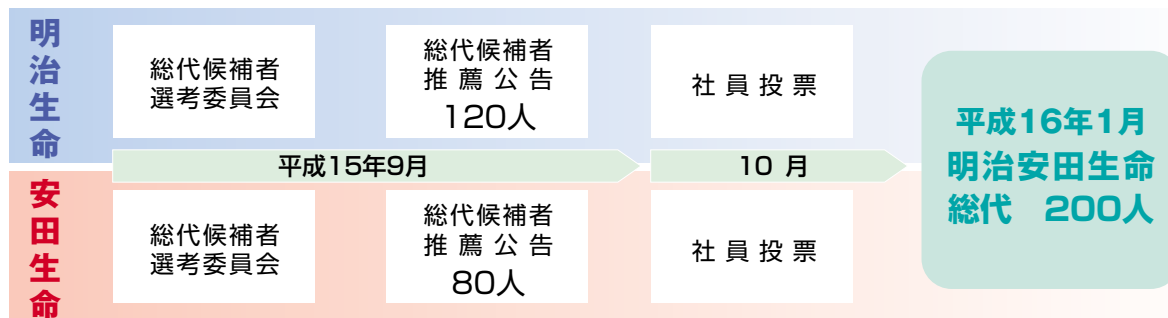 明治生命
総代候補者
選考委員会
総代候補者
推薦公告
120人
社員投票
平成15年9月
10月
安田生命
総代候補者
選考委員会
総代候補者
推薦公告
80人
社員投票
平成16年1月
明治安田生命
総代 200人